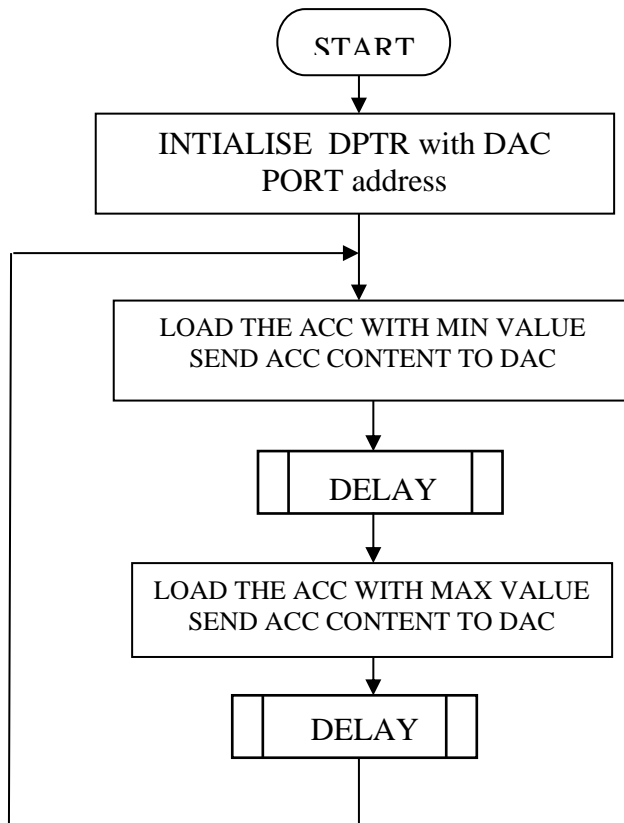 START
INTIALISE DPTR with DAC
PORT address
LOAD THE ACC WITH MIN VALUE
SEND ACC CONTENT TO DAC
DELAY
LOAD THE ACC WITH MAX VALUE
SEND ACC CONTENT TO DAC
DELAY